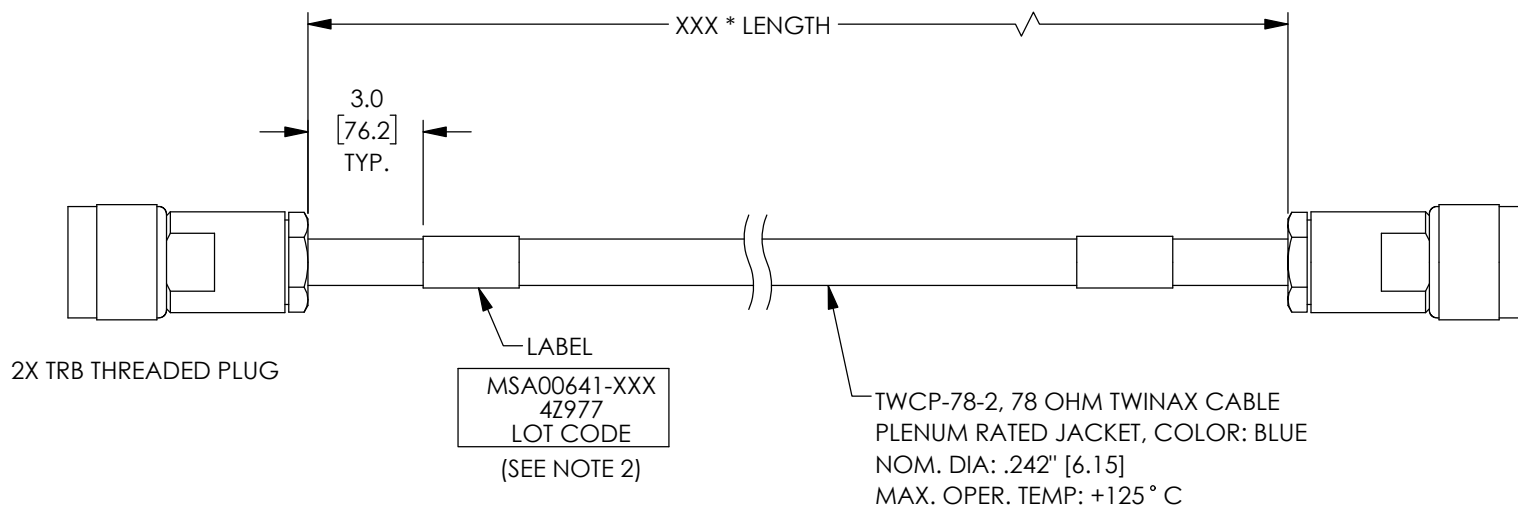 XXX * LENGTH
3.0
[76.2]
TYP.
2X TRB THREADED PLUG
LABEL
MSA00641-XXX
4Z977
LOT CODE
(SEE NOTE 2)
TWCP-78-2, 78 OHM TWINAX CABLE
PLENUM RATED JACKET, COLOR: BLUE
NOM. DIA: .242" [6.15]
MAX. OPER. TEMP: +125° C